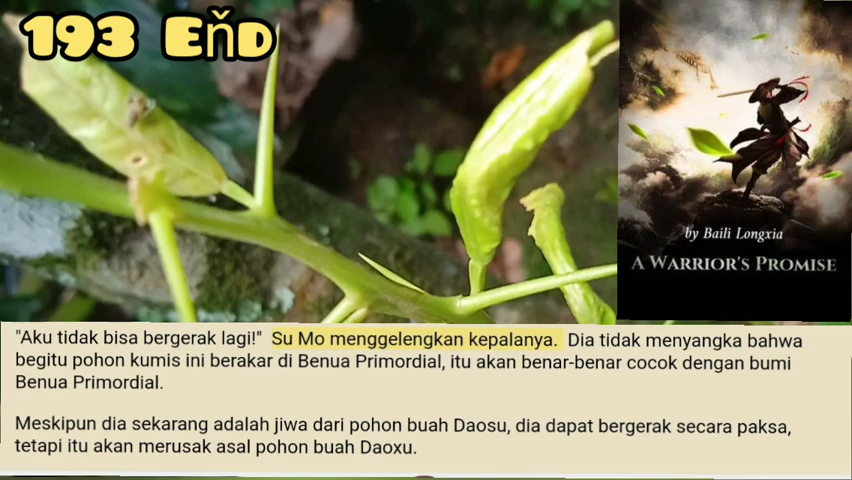 193 Eňd
by Baili Longxia
A Warrior's Promise
"Aku tidak bisa bergerak lagi!" Su Mo menggelengkan kepalanya. Dia tidak menyangka bahwa
begitu pohon kumis ini berakar di Benua Primordial, itu akan benar-benar cocok dengan bumi
Benua Primordial.
Meskipun dia sekarang adalah jiwa dari pohon buah Daosu, dia dapat bergerak secara paksa,
tetapi itu akan merusak asal pohon buah Daoxu.